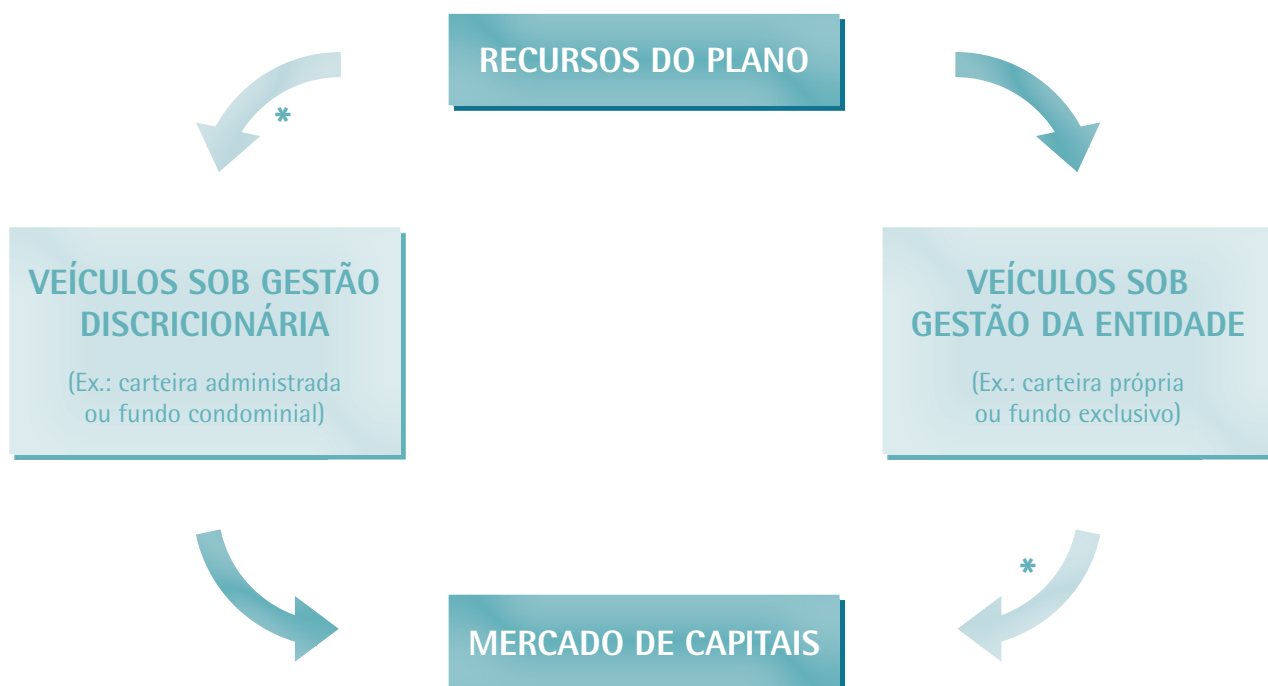 RECURSOS DO PLANO
*
VEÍCULOS SOB GESTÃO
DISCRICIONÁRIA
(Ex.: carteira administrada
ou fundo condominial)
VEÍCULOS SOB
GESTÃO DA ENTIDADE
(Ex.: carteira própria
ou fundo exclusivo)
*
MERCADO DE CAPITAIS